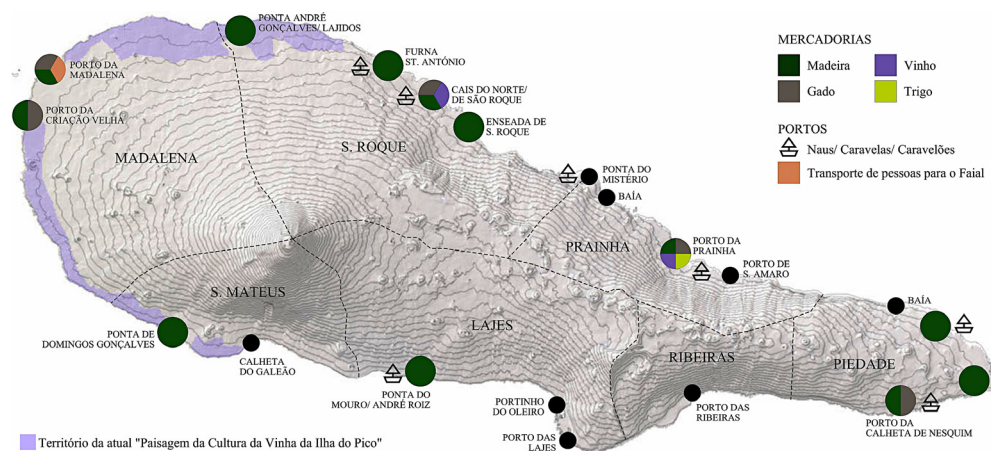 PONTA ANDRÉ
GONÇALVES/ LAJIDOS
PORTO DA
MADALENA
FURNA
ST. ANTÓNIO
CAIS DO NORTE/
DE SÃO ROQUE
PORTO DA
CRIAÇÃO VELHA
ENSEADA DE
S. ROQUE
MADALENA
S. ROQUE
PONTA DO
MISTÉRIO
BAÍA
PRAINHA
PORTO DA
PRAINHA
PORTO DE
S. AMARO
S. MATEUS
BAÍA
LAJES
PONTA DE
DOMINGOS GONÇALVES
CALHETA
DO GALEÃO
RIBEIRAS
PIEDADE
PONTA DO
MOURO/ ANDRÉ ROIZ
PORTINHO
DO OLEIRO
PORTO DAS
RIBEIRAS
PORTO DAS
LAJES
PORTO DA
CALHETA DE NESQUIM
MERCADORIAS
Madeira
Vinho
Gado
Trigo
PORTOS
Naus/ Caravelas/ Caravelões
Transporte de pessoas para o Faial
Território da atual "Paisagem da Cultura da Vinha da Ilha do Pico"